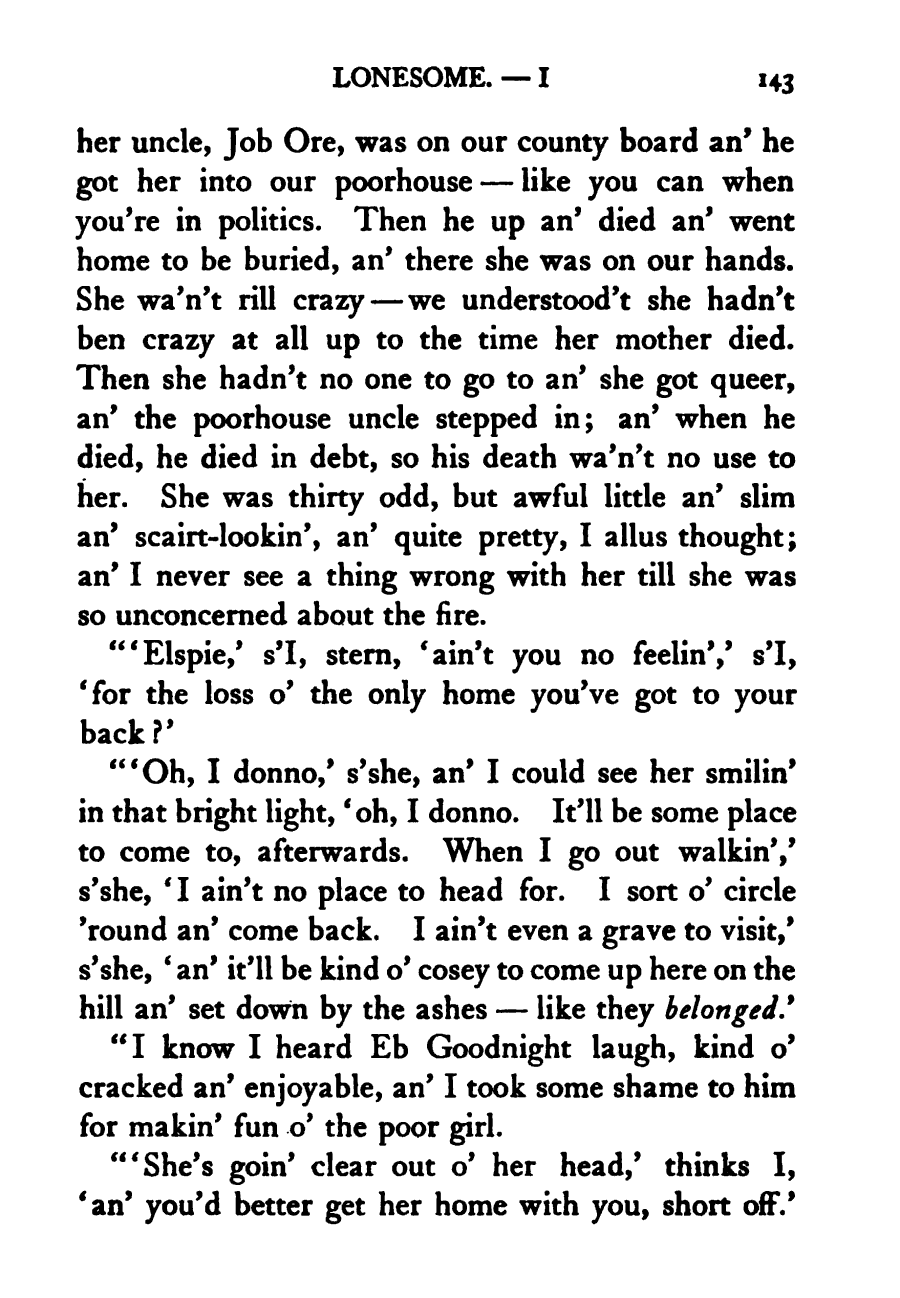 LONESOME. — I 143
her uncle, Job Ore, was on our county board an’ he
got her into our poorhouse — like you can when
you’re in politics. Then he up an’ died an’ went
home to be buried, an’ there she was on our hands.
She wa’n’t rill crazy — we understood’t she hadn’t
ben crazy at all up to the time her mother died.
Then she hadn’t no one to go to an’ she got queer,
an’ the poorhouse uncle stepped in; an’ when he
died, he died in debt, so his death wa’n’t no use to
her. She was thirty odd, but awful little an’ slim
an’ scairt-lookin’, an’ quite pretty, I allus thought;
an’ I never see a thing wrong with her till she was
so unconcerned about the fire.
“‘Elspie,’ s’I, stern, ‘ain’t you no feelin’,’ s’I,
‘for the loss o’ the only home you’ve got to your
back?’
“‘Oh, I donno,’ s’she, an’ I could see her smilin’
in that bright light, ‘oh, I donno. It’ll be some place
to come to, afterwards. When I go out walkin’,’
s’she, ‘I ain’t no place to head for. I sort o’ circle
’round an’ come back. I ain’t even a grave to visit,’
s’she, ‘an’ it’ll be kind o’ cosey to come up here on the
hill an’ set down by the ashes — like they belonged.’
“I know I heard Eb Goodnight laugh, kind o’
cracked an’ enjoyable, an’ I took some shame to him
for makin’ fun o’ the poor girl.
“‘She’s goin’ clear out o’ her head,’ thinks I,
‘an’ you’d better get her home with you, short off.’